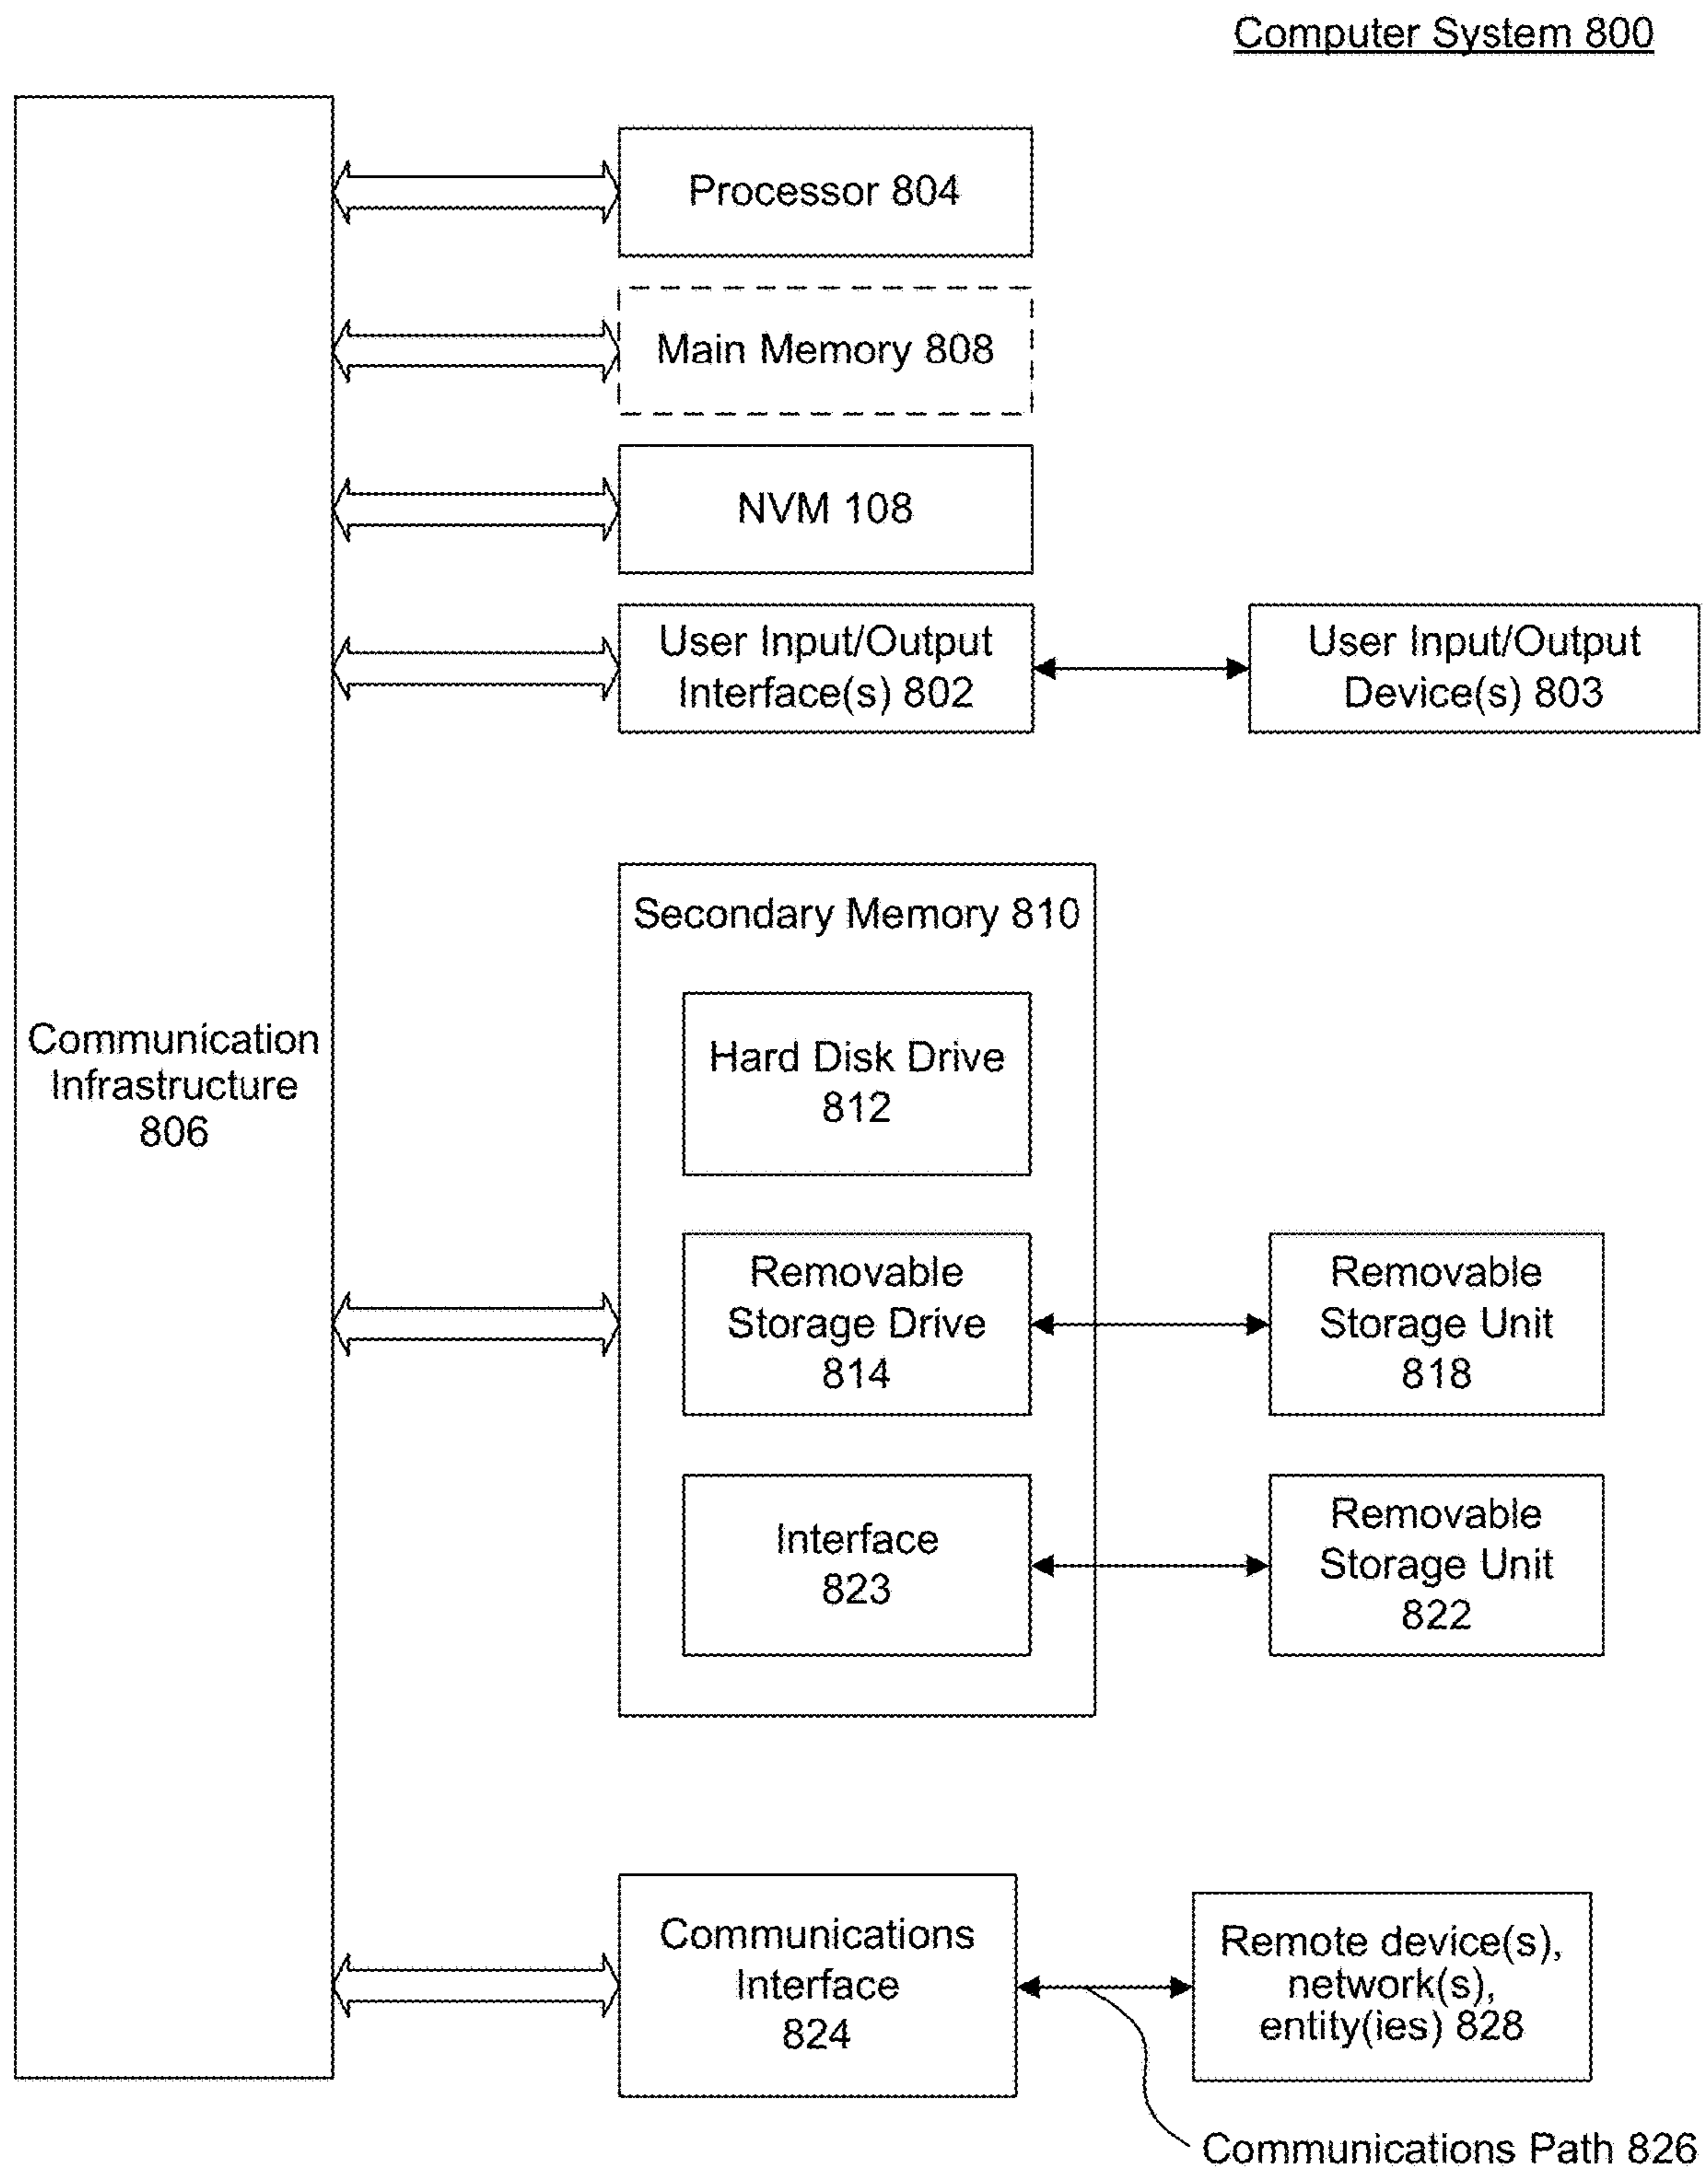 Computer System 800
Processor 804
Main Memory 808
NVM 108
User Input/Output
Interface(s) 802
User Input/Output
Device(s) 803
Communication
Infrastructure
806
Secondary Memory 810
Hard Disk Drive
812
Removable
Storage Drive
814
Removable
Storage Unit
818
Interface
823
Removable
Storage Unit
822
Communications
Interface
824
Remote device(s),
network(s),
entity(ies) 828
Communications Path 826